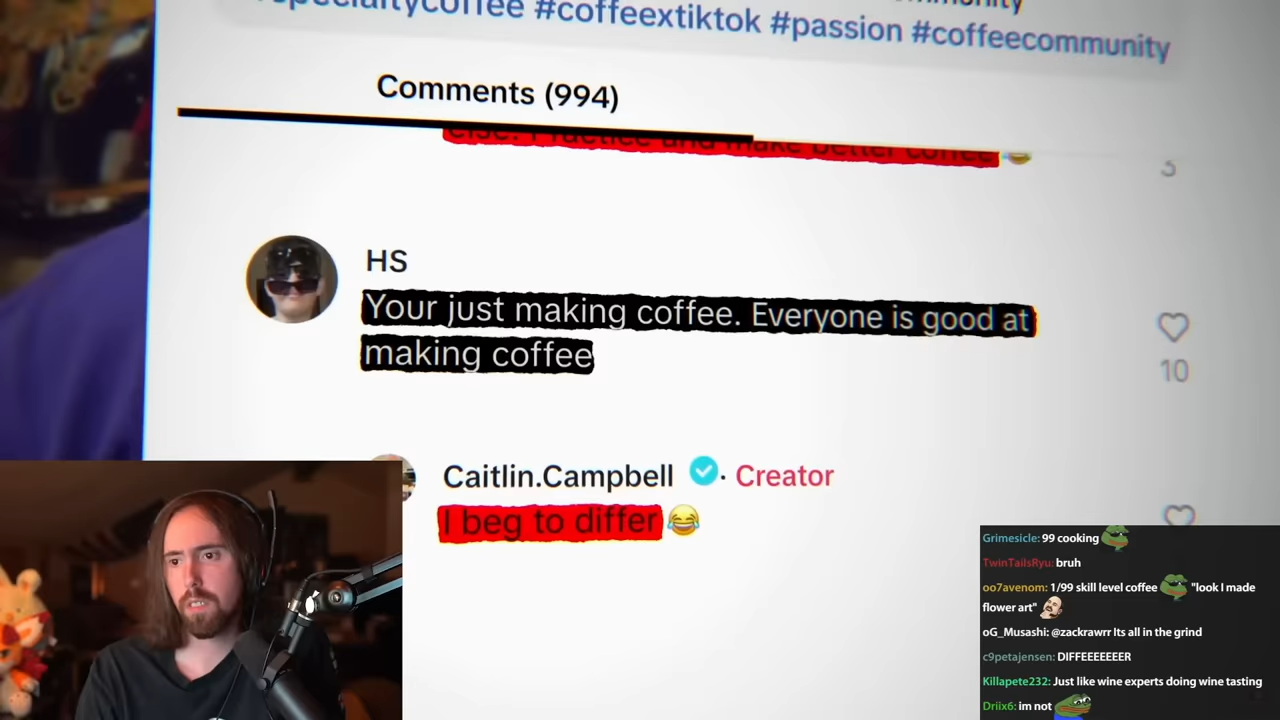 #coffeextiktok #passion #coffeecommunity
Comments (994)
HS
Your just making coffee. Everyone is good at
making coffee
10
Caitlin.Campbell · Creator
I beg to differ
Grimesicle: 99 cooking
TwinTailsRyu: bruh
oo7avenom: 1/99 skill level coffee "look I made
flower art"
oG_Musashi: @zackrawrr Its all in the grind
c9petajensen: DIFFEEEEEEER
Killapete232: Just like wine experts doing wine tasting
Driix6: im not